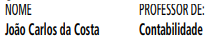 NOME PROFESSOR DE:
João Carlos da Costa Contabilidade